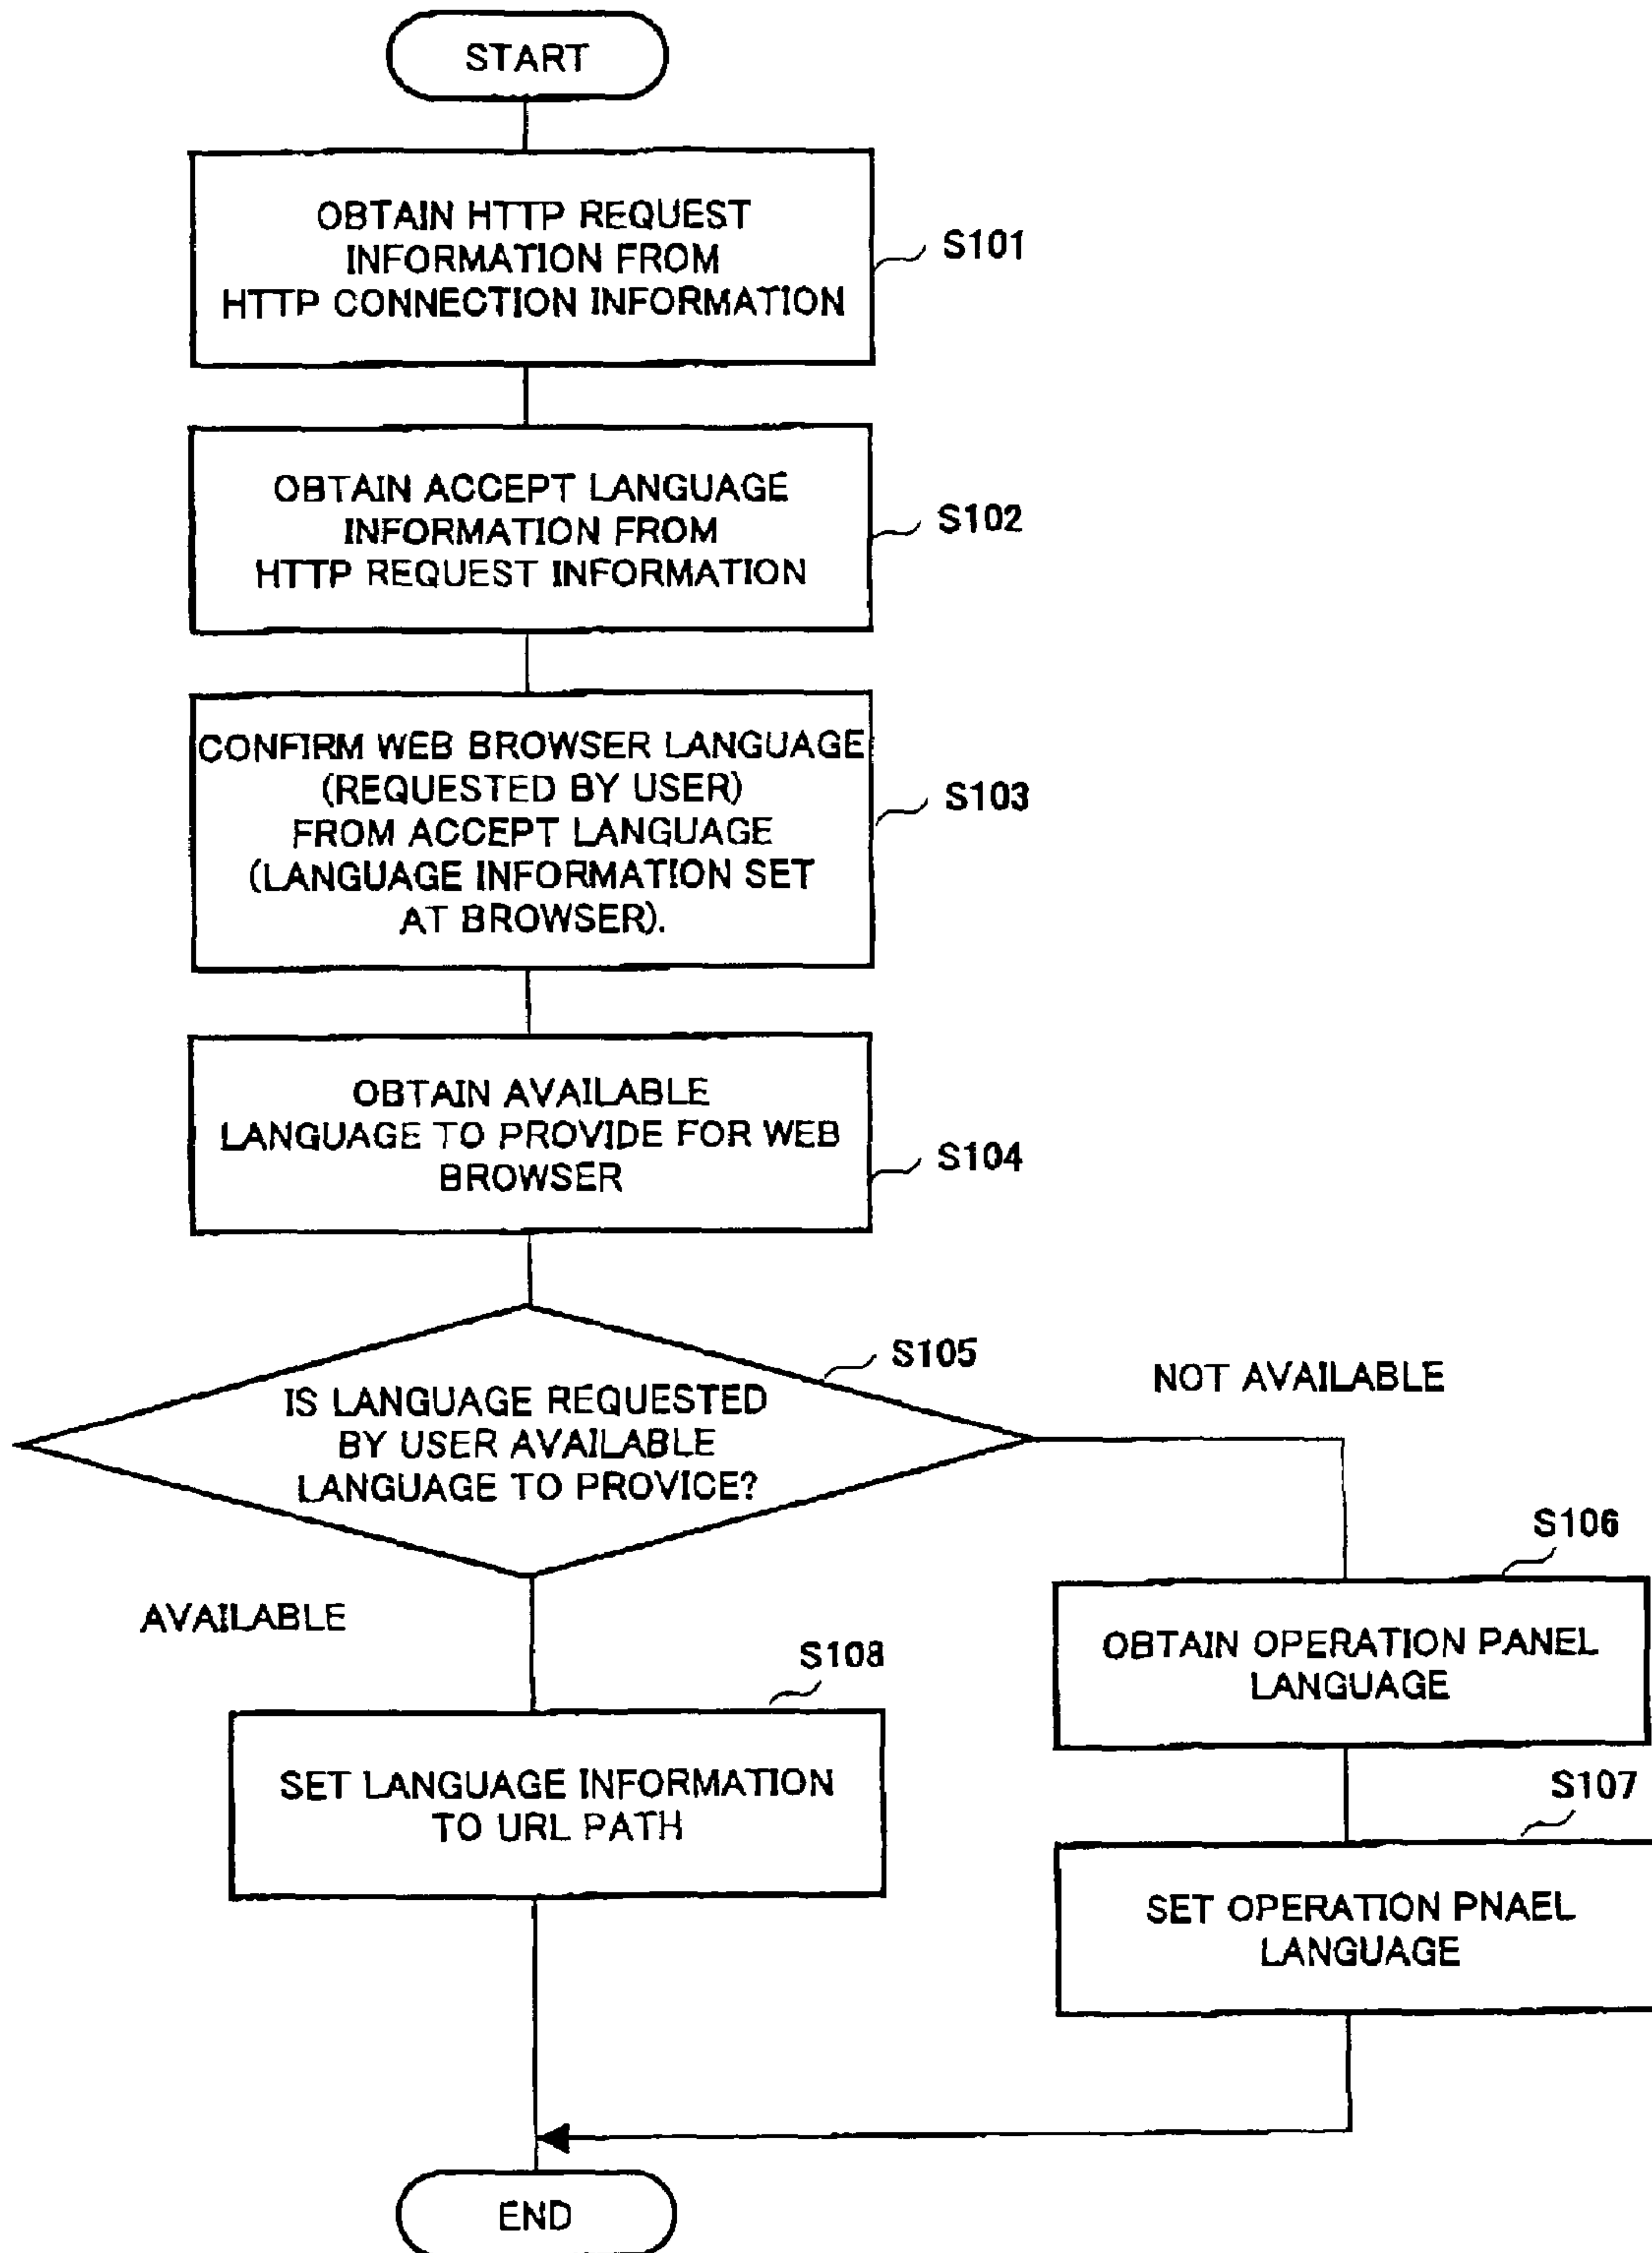 START
OBTAIN HTTP REQUEST
INFORMATION FROM
HTTP CONNECTION INFORMATION
S101
OBTAIN ACCEPT LANGUAGE
INFORMATION FROM
HTTP REQUEST INFORMATION
S102
CONFIRM WEB BROWSER LANGUAGE
(REQUESTED BY USER)
FROM ACCEPT LANGUAGE
(LANGUAGE INFORMATION SET
AT BROWSER).
S103
OBTAIN AVAILABLE
LANGUAGE TO PROVIDE FOR WEB
BROWSER
S104
S105
IS LANGUAGE REQUESTED
BY USER AVAILABLE
LANGUAGE TO PROVICE?
NOT AVAILABLE
AVAILABLE
S106
OBTAIN OPERATION PANEL
LANGUAGE
S108
SET LANGUAGE INFORMATION
TO URL PATH
S107
SET OPERATION PNAEL
LANGUAGE
END